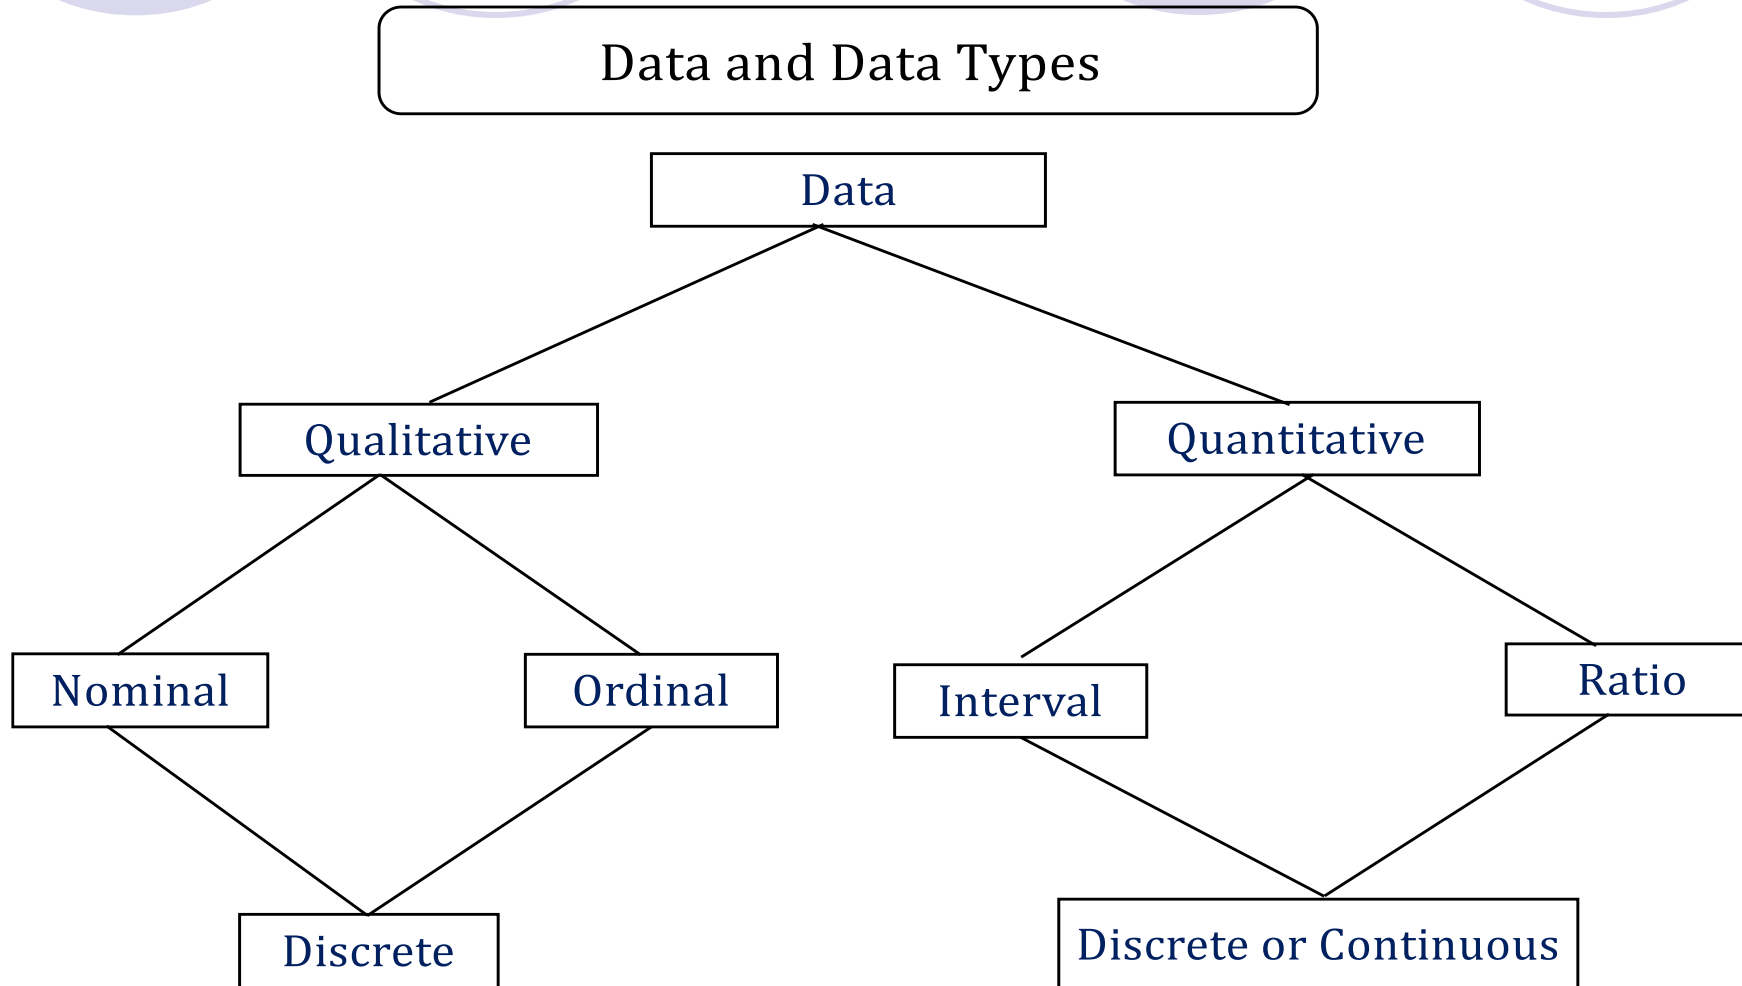 Data and Data Types
Data
Qualitative
Quantitative
Nominal
Ordinal
Interval
Ratio
Discrete
Discrete or Continuous